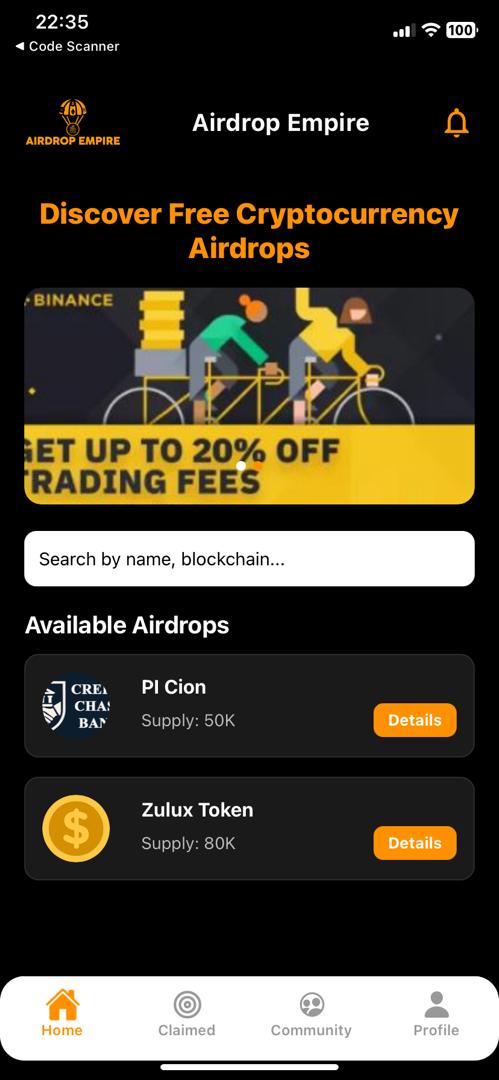 22:35
100
◀ Code Scanner
AIRDROP EMPIRE
Airdrop Empire
Discover Free Cryptocurrency
Airdrops
BINANCE
GET UP TO 20% OFF
TRADING FEES
Search by name, blockchain...
Available Airdrops
CRE
CHA
BAN
PI Cion
Supply: 50K
Details
Zulux Token
Supply: 80K
Details
Home
Claimed
Community
Profile